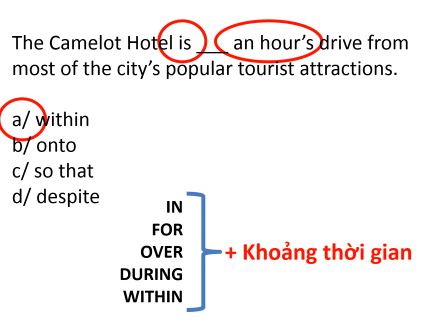 The Camelot Hotel is ____ an hour's drive from
most of the city's popular tourist attractions.
a/ within
b/ onto
c/ so that
d/ despite
IN
FOR
OVER
DURING
WITHIN
+ Khoảng thời gian